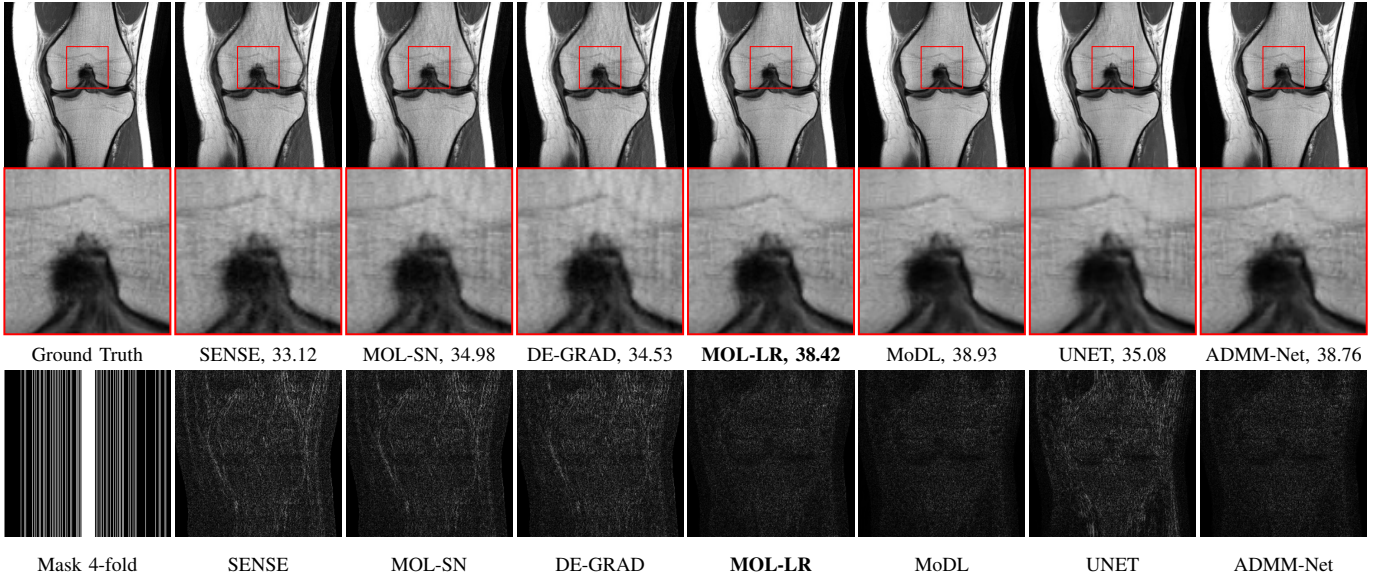 Ground Truth SENSE, 33.12 MOL-SN, 34.98 DE-GRAD, 34.53 MOL-LR, 38.42 MoDL, 38.93 UNET, 35.08 ADMM-Net, 38.76
Mask 4-fold SENSE MOL-SN DE-GRAD MOL-LR MoDL UNET ADMM-Net